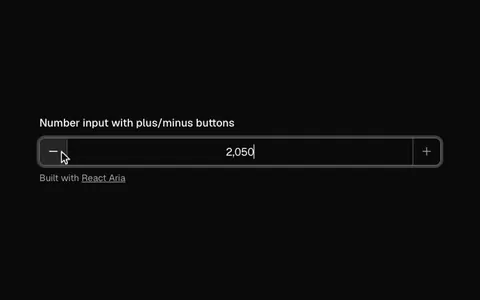 Number input with plus/minus buttons
− 2,050 +
Built with React Aria